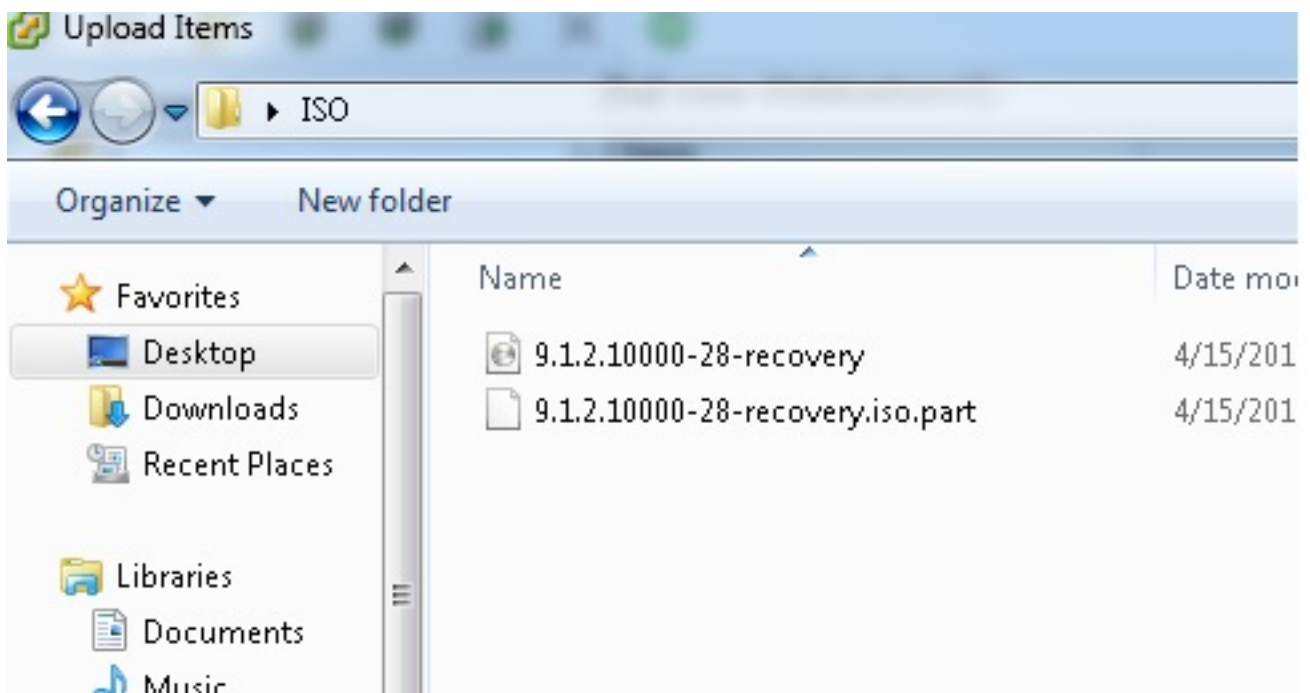 Upload Items
ISO
Organize New folder
Name Date mo
Favorites
Desktop
Downloads
Recent Places
Libraries
Documents
Music
9.1.2.10000-28-recovery 4/15/201
9.1.2.10000-28-recovery.iso.part 4/15/201